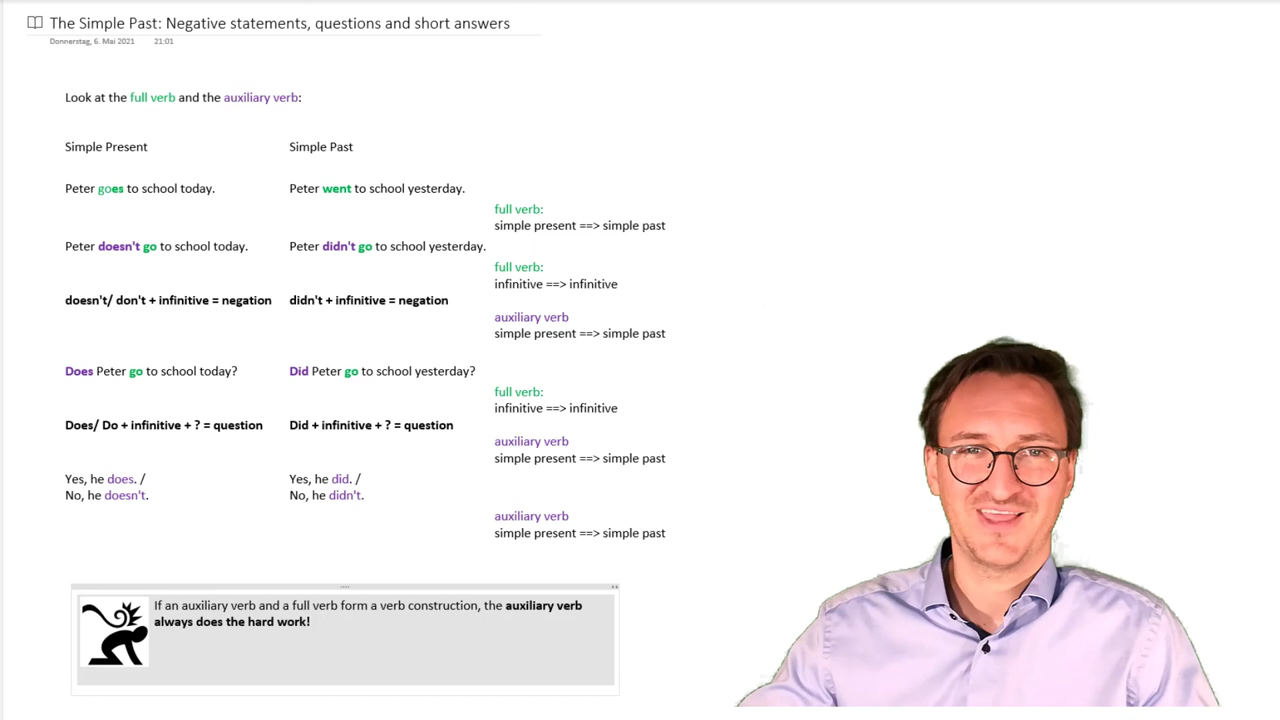 The Simple Past: Negative statements, questions and short answers
Donnerstag, 6. Mai 2021 21:01
Look at the full verb and the auxiliary verb:
Simple Present Simple Past
Peter goes to school today. Peter went to school yesterday.
full verb:
simple present ==> simple past
Peter doesn't go to school today. Peter didn't go to school yesterday.
full verb:
infinitive ==> infinitive
doesn't/ don't + infinitive = negation didn't + infinitive = negation
auxiliary verb
simple present ==> simple past
Does Peter go to school today? Did Peter go to school yesterday?
full verb:
infinitive ==> infinitive
Does/ Do + infinitive + ? = question Did + infinitive + ? = question
auxiliary verb
simple present ==> simple past
Yes, he does. / Yes, he did. /
No, he doesn't. No, he didn't.
auxiliary verb
simple present ==> simple past
If an auxiliary verb and a full verb form a verb construction, the auxiliary verb
always does the hard work!